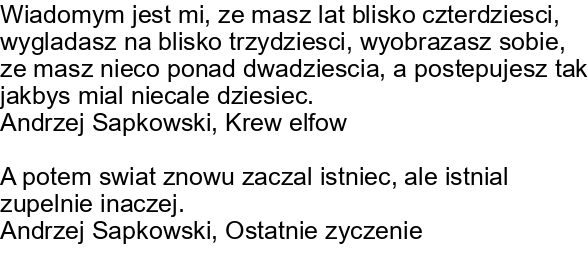 Wiadomym jest mi, ze masz lat blisko czterdziesci,
wygladasz na blisko trzydziesci, wyobrazasz sobie,
ze masz nieco ponad dwadziescia, a postepujesz tak
jakbys mial niecale dziesiec.
Andrzej Sapkowski, Krew elfow

A potem swiat znowu zaczal istniec, ale istnial
zupelnie inaczej.
Andrzej Sapkowski, Ostatnie zyczenie